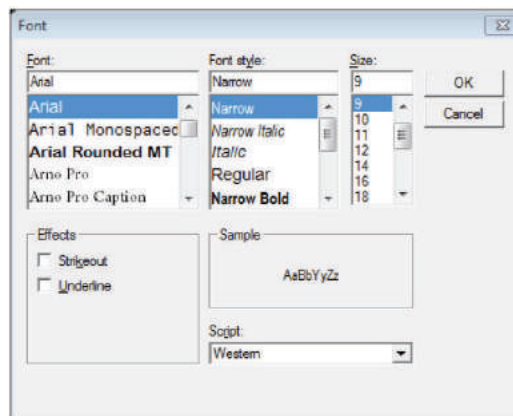 Font
Font:
Font style:
Size:
Arial
Narrow
9
OK
Cancel
Arial
Arial Monospaced
Arial Rounded MT
Arno Pro
Arno Pro Caption
Narrow
Narrow Italic
Italic
Regular
Narrow Bold
9
10
11
12
14
16
18
Effects
Strikeout
Underline
Sample
AaBbYyZz
Script:
Western